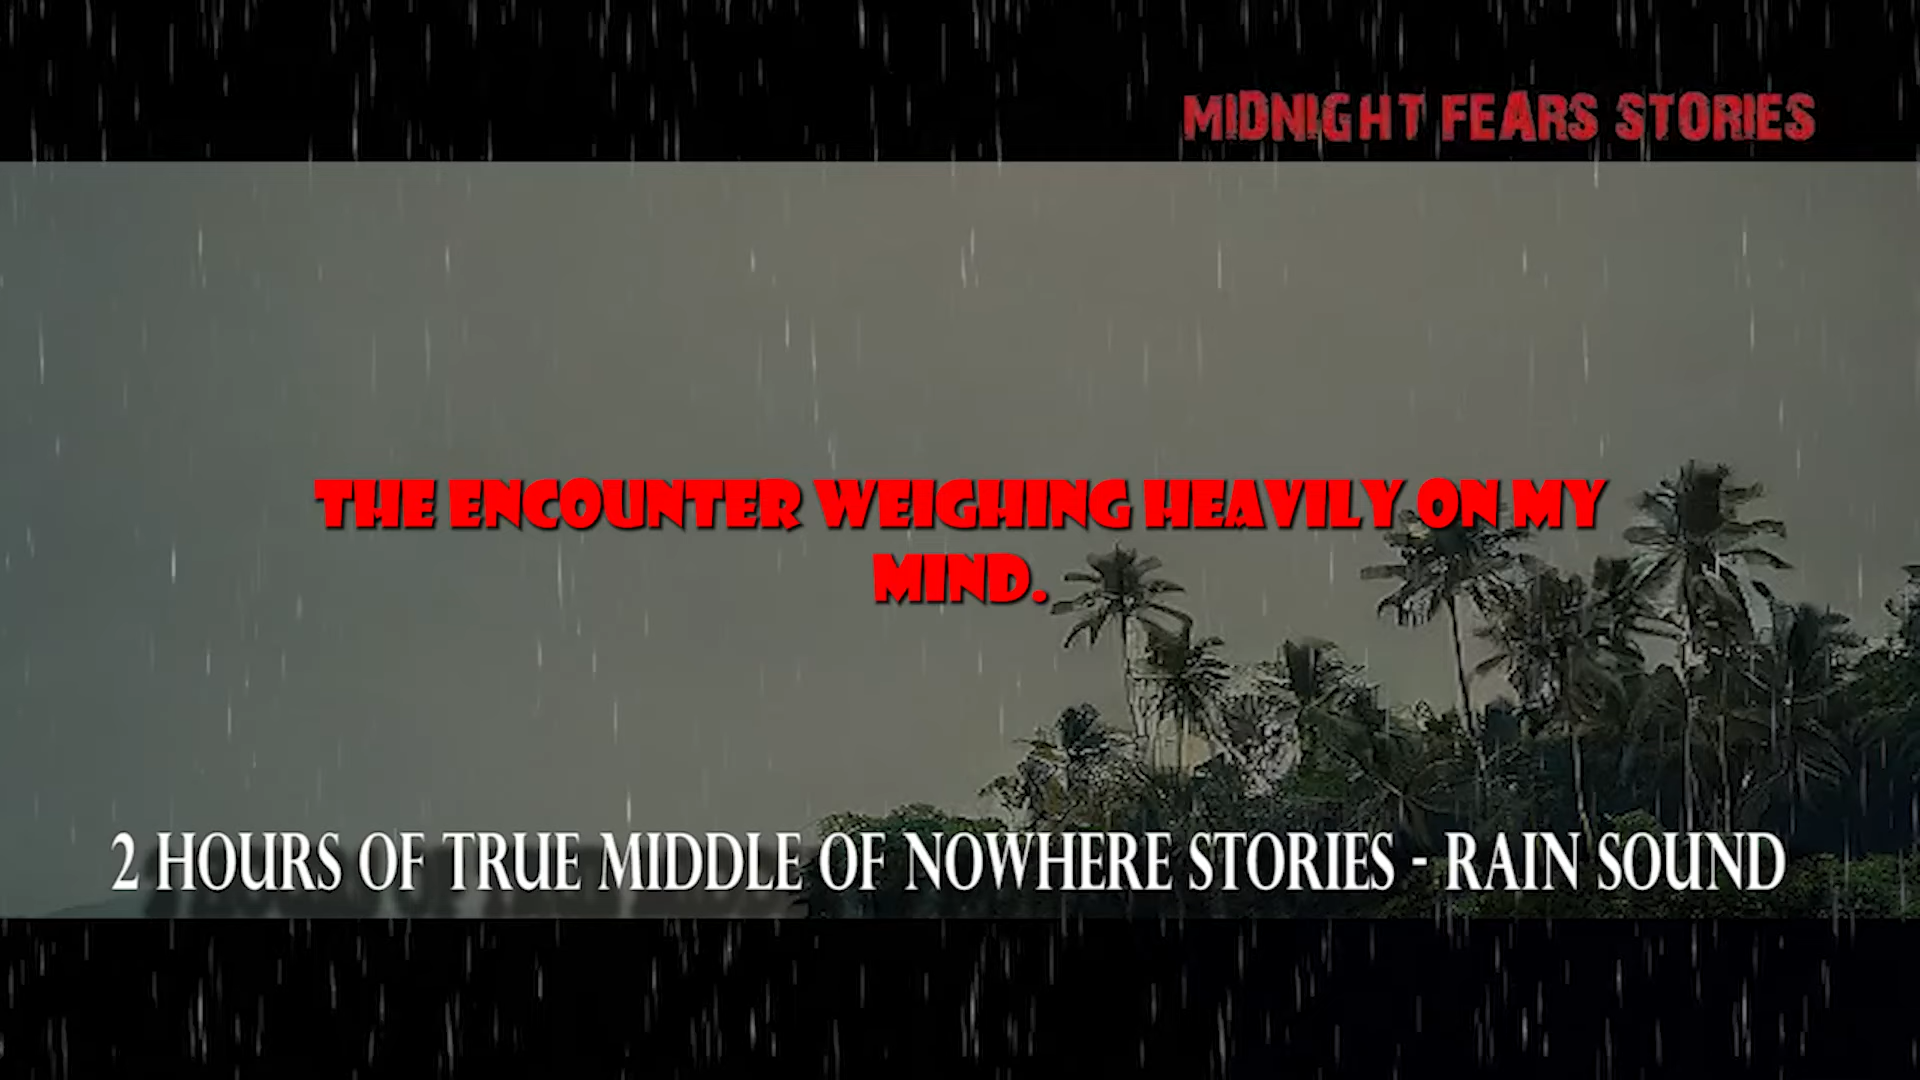 MIDNIGHT FEARS STORIES
THE ENCOUNTER WEIGHING HEAVILY ON MY
MIND.
2 HOURS OF TRUE MIDDLE OF NOWHERE STORIES - RAIN SOUND